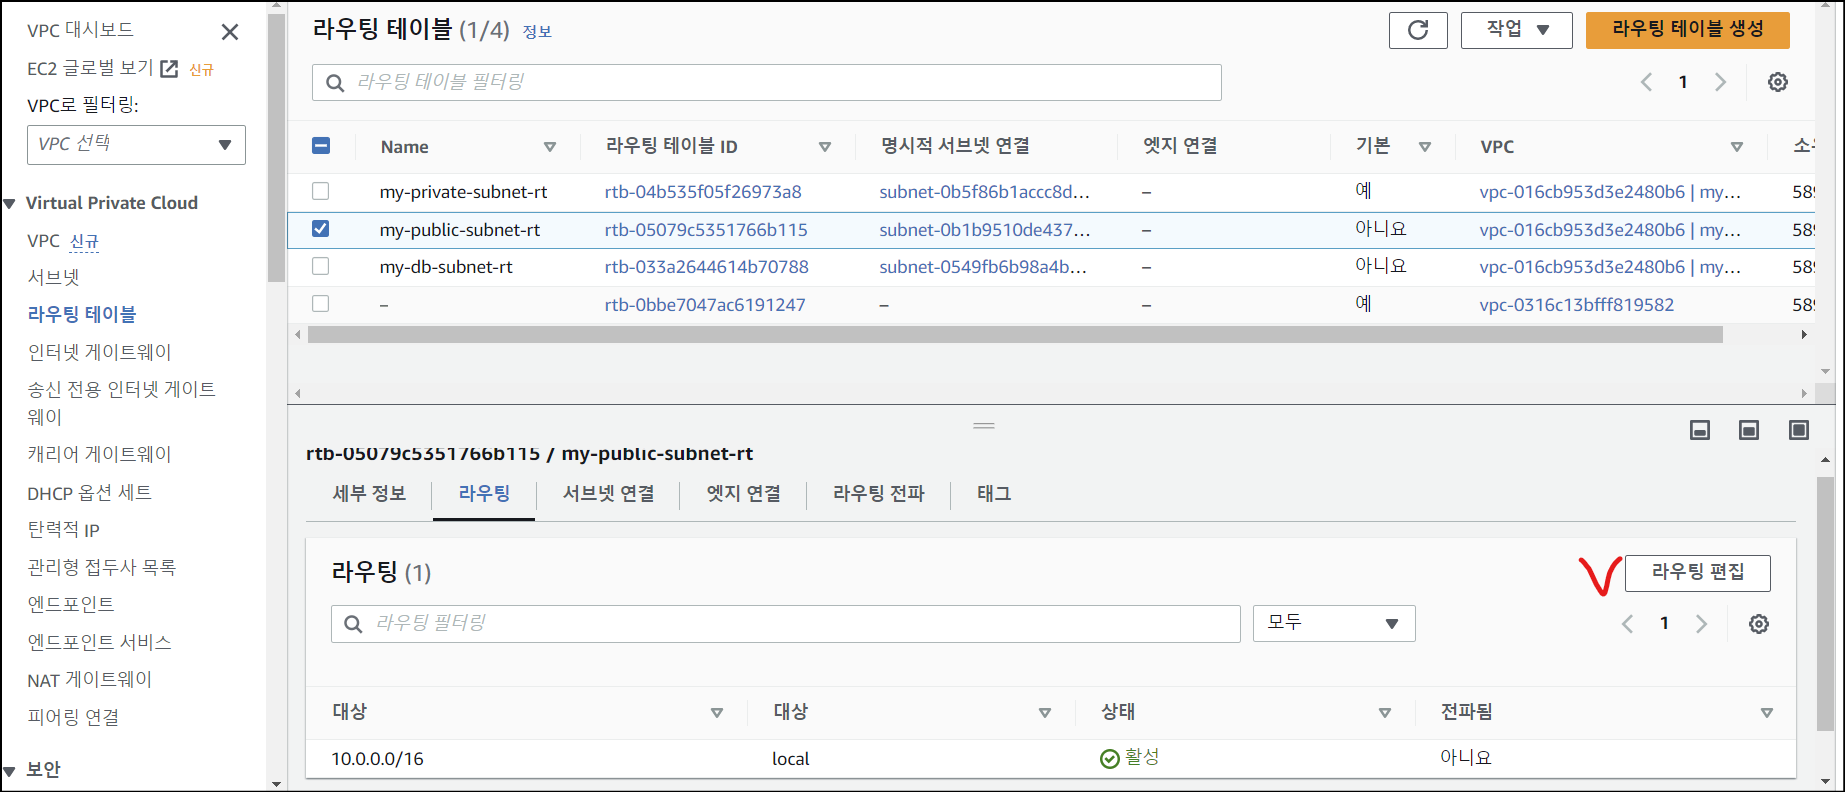 VPC 대시보드
EC2 글로벌 보기 신규
VPC로 필터링:
VPC 선택
Virtual Private Cloud
VPC 신규
서브넷
라우팅 테이블
인터넷 게이트웨이
송신 전용 인터넷 게이트
웨이
캐리어 게이트웨이
DHCP 옵션 세트
탄력적 IP
관리형 접두사 목록
엔드포인트
엔드포인트 서비스
NAT 게이트웨이
피어링 연결
보안
라우팅 테이블 (1/4) 정보
작업
라우팅 테이블 생성
라우팅 테이블 필터링
1
Name 라우팅 테이블 ID 명시적 서브넷 연결 엣지 연결 기본 VPC
my-private-subnet-rt rtb-04b535f05f26973a8 subnet-0b5f86b1accc8d... – 예 vpc-016cb953d3e2480b6 | my... 589
my-public-subnet-rt rtb-05079c5351766b115 subnet-0b1b9510de437... – 아니요 vpc-016cb953d3e2480b6 | my... 589
my-db-subnet-rt rtb-033a2644614b70788 subnet-0549fb6b98a4b... – 아니요 vpc-016cb953d3e2480b6 | my... 589
– rtb-0bbe7047ac6191247 – – 예 vpc-0316c13bfff819582 589
rtb-05079c5351766b115 / my-public-subnet-rt
세부 정보 라우팅 서브넷 연결 엣지 연결 라우팅 전파 태그
라우팅 (1)
라우팅 편집
라우팅 필터링
모두
1
대상 대상 상태 전파됨
10.0.0.0/16 local 활성 아니요